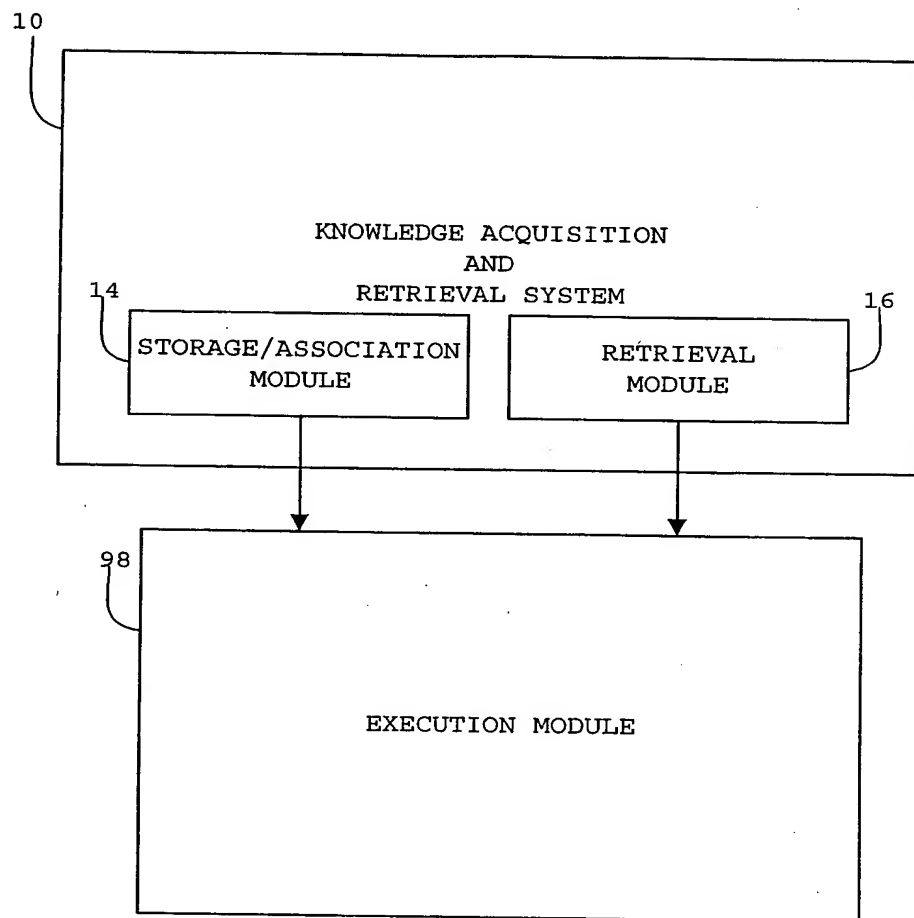 10
KNOWLEDGE ACQUISITION
AND
RETRIEVAL SYSTEM
14
16
STORAGE/ASSOCIATION
MODULE
RETRIEVAL
MODULE
98
EXECUTION MODULE